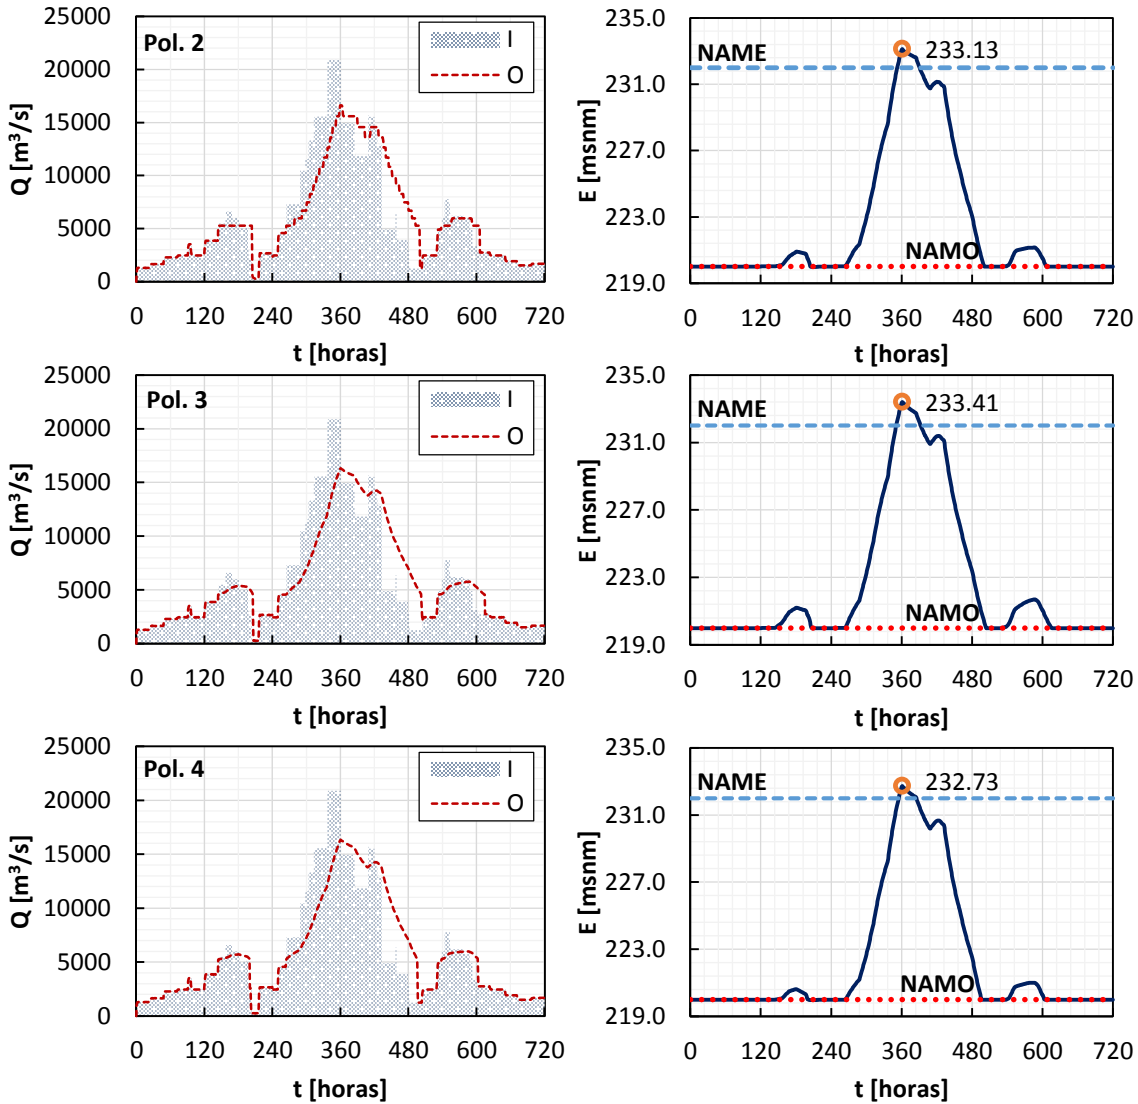 25000
20000
15000
10000
5000
0
Q [m³/s]
Pol. 2
I
O
0 120 240 360 480 600 720
t [horas]
235.0
231.0
227.0
223.0
219.0
E [msnm]
NAME
233.13
NAMO
0 120 240 360 480 600 720
t [horas]
25000
20000
15000
10000
5000
0
Q [m³/s]
Pol. 3
I
O
0 120 240 360 480 600 720
t [horas]
235.0
231.0
227.0
223.0
219.0
E [msnm]
NAME
233.41
NAMO
0 120 240 360 480 600 720
t [horas]
25000
20000
15000
10000
5000
0
Q [m³/s]
Pol. 4
I
O
0 120 240 360 480 600 720
t [horas]
235.0
231.0
227.0
223.0
219.0
E [msnm]
NAME
232.73
NAMO
0 120 240 360 480 600 720
t [horas]